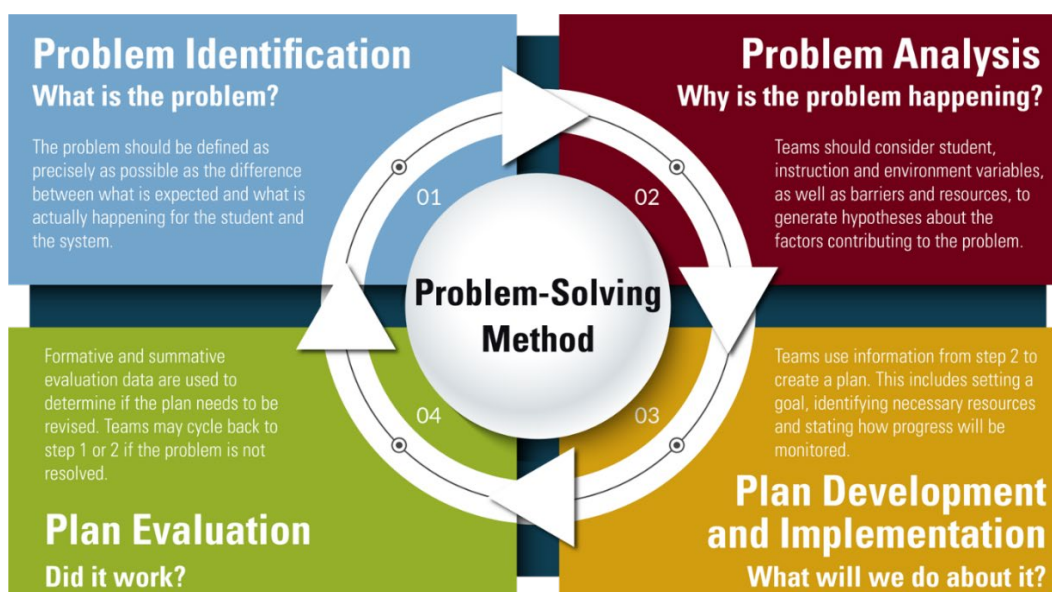 Problem Identification
What is the problem?
The problem should be defined as
precisely as possible as the difference
between what is expected and what is
actually happening for the student and
the system.
01
Problem Analysis
Why is the problem happening?
Teams should consider student,
instruction and environment variables,
as well as barriers and resources, to
generate hypotheses about the
factors contributing to the problem.
02
Problem-Solving
Method
Teams use information from step 2 to
create a plan. This includes setting a
goal, identifying necessary resources
and stating how progress will be
monitored.
03
Plan Development
and Implementation
What will we do about it?
Formative and summative
evaluation data are used to
determine if the plan needs to be
revised. Teams may cycle back to
step 1 or 2 if the problem is not
resolved.
04
Plan Evaluation
Did it work?